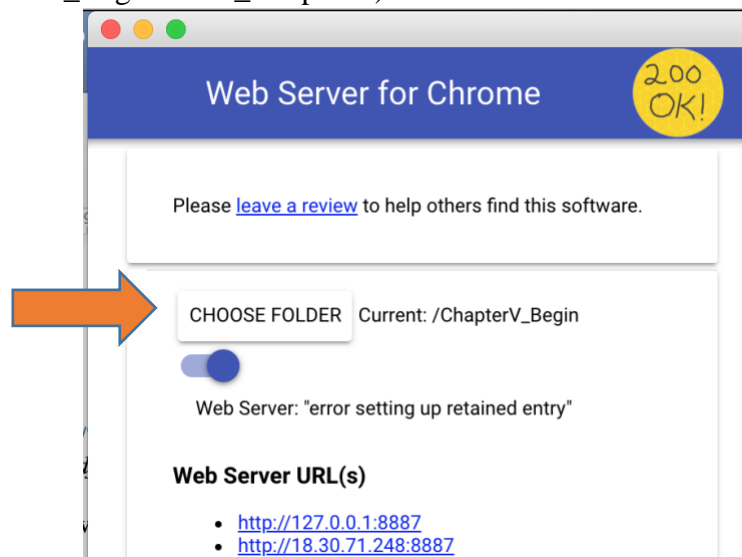 Web Server for Chrome
200
OK!
Please leave a review to help others find this software.
CHOOSE FOLDER Current: /ChapterV_Begin
Web Server: "error setting up retained entry"
Web Server URL(s)
• http://127.0.0.1:8887
• http://18.30.71.248:8887